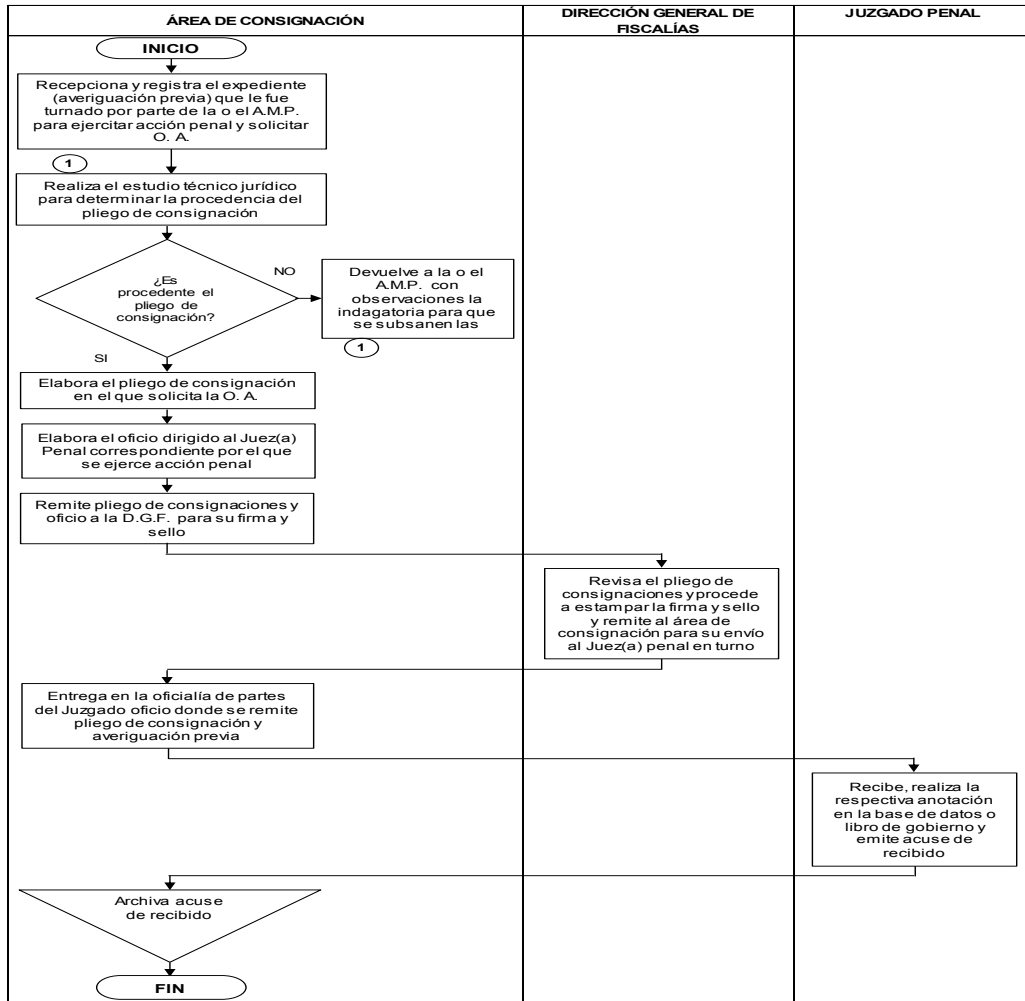 ÁREA DE CONSIGNACIÓN
DIRECCIÓN GENERAL DE
FISCALÍAS
JUZGADO PENAL
INICIO
Recepciona y registra el expediente
(averiguación previa) que le fue
turnado por parte de la o el A.M.P.
para ejercitar acción penal y solicitar
O. A.
1
Realiza el estudio técnico jurídico
para determinar la procedencia del
pliego de consignación
¿Es
procedente el
pliego de
consignación?
NO
Devuelve a la o el
A.M.P. con
observaciones la
indagatoria para que
se subsanen las
1
SI
Elabora el pliego de consignación
en el que solicita la O. A.
Elabora el oficio dirigido al Juez(a)
Penal correspondiente por el que
se ejerce acción penal
Remite pliego de consignaciones y
oficio a la D.G.F. para su firma y
sello
Revisa el pliego de
consignaciones y procede
a estampar la firma y sello
y remite al área de
consignación para su envío
al Juez(a) penal en turno
Entrega en la oficialía de partes
del Juzgado oficio donde se remite
pliego de consignación y
averiguación previa
Recibe, realiza la
respectiva anotación
en la base de datos o
libro de gobierno y
emite acuse de
recibido
Archiva acuse
de recibido
FIN